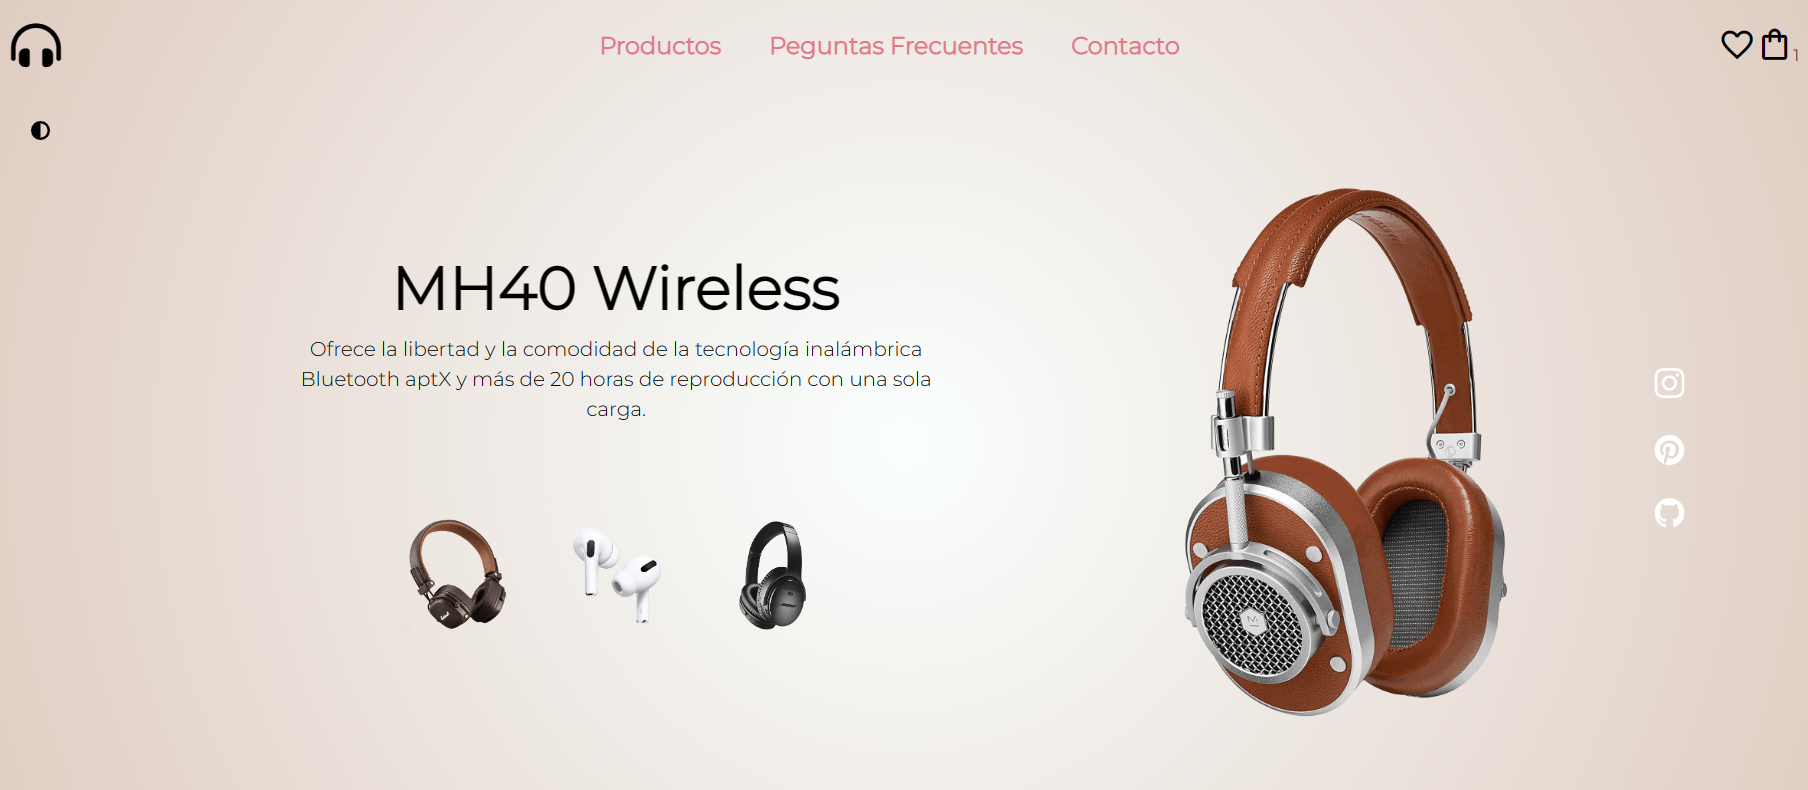 Productos
Peguntas Frecuentes
Contacto
1
MH40 Wireless
Ofrece la libertad y la comodidad de la tecnología inalámbrica
Bluetooth aptX y más de 20 horas de reproducción con una sola
carga.